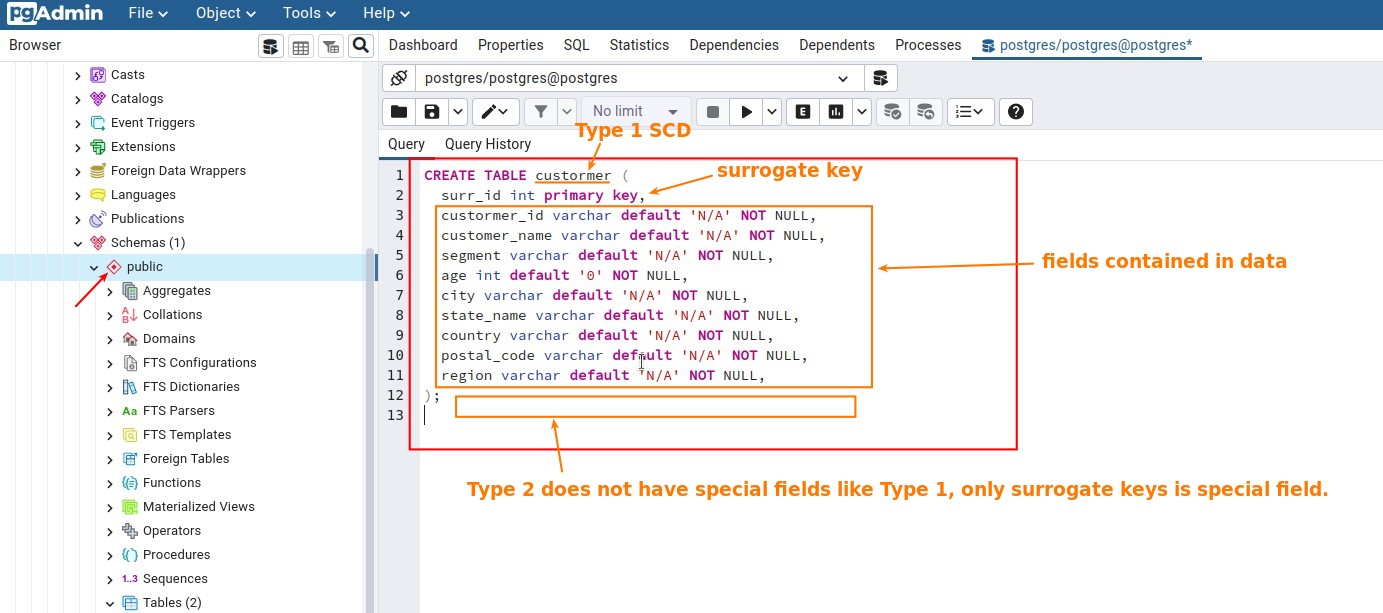 pgAdmin File Object Tools Help
Browser
Dashboard Properties SQL Statistics Dependencies Dependents Processes postgres/postgres@postgres*
postgres/postgres@postgres
No limit
E
Type 1 SCD
Query Query History
surrogate key
1 CREATE TABLE custormer (
2 surr_id int primary key,
3 custormer_id varchar default 'N/A' NOT NULL,
4 customer_name varchar default 'N/A' NOT NULL,
5 segment varchar default 'N/A' NOT NULL,
6 age int default '0' NOT NULL,
7 city varchar default 'N/A' NOT NULL,
8 state_name varchar default 'N/A' NOT NULL,
9 country varchar default 'N/A' NOT NULL,
10 postal_code varchar default 'N/A' NOT NULL,
11 region varchar default 'N/A' NOT NULL,
12 );
13
fields contained in data
Type 2 does not have special fields like Type 1, only surrogate keys is special field.
Casts
Catalogs
Event Triggers
Extensions
Foreign Data Wrappers
Languages
Publications
Schemas (1)
public
Aggregates
Collations
Domains
FTS Configurations
FTS Dictionaries
Aa FTS Parsers
FTS Templates
Foreign Tables
Functions
Materialized Views
Operators
Procedures
1..3 Sequences
Tables (2)